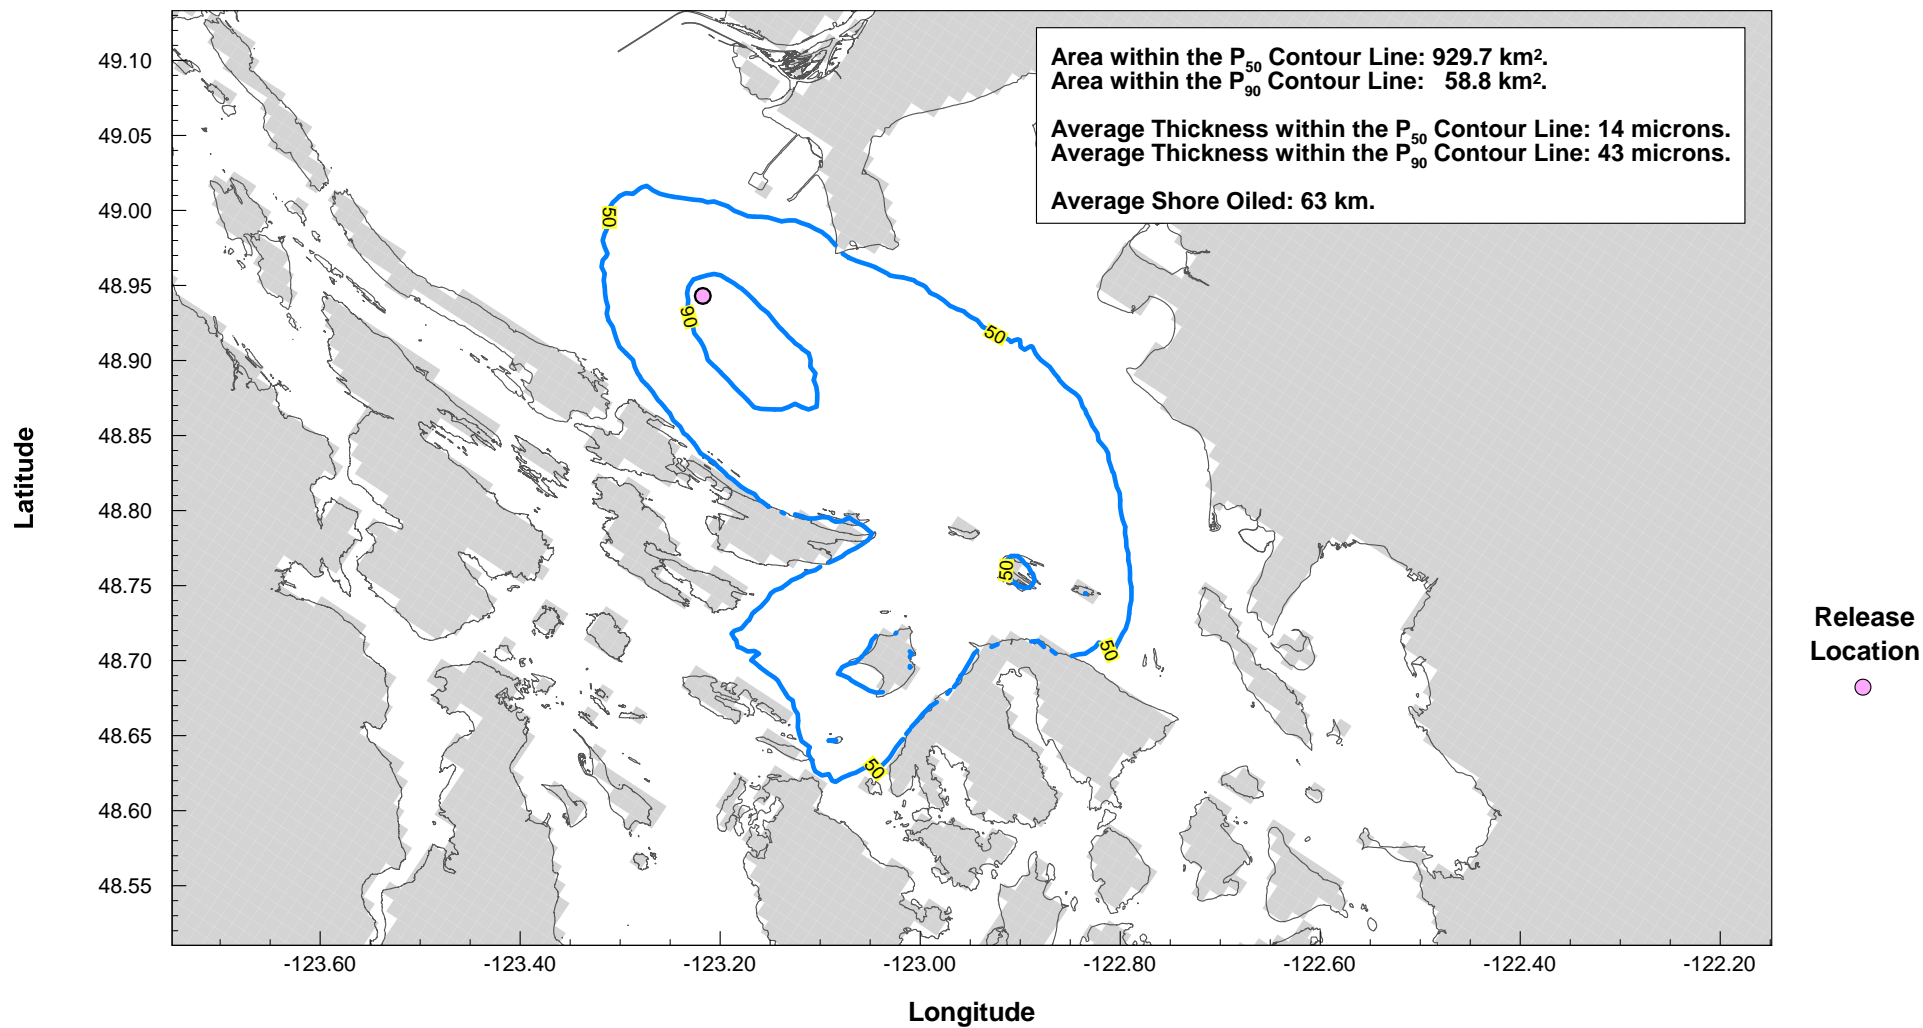 Area within the P50 Contour Line: 929.7 km².
Area within the P90 Contour Line: 58.8 km².
Average Thickness within the P50 Contour Line: 14 microns.
Average Thickness within the P90 Contour Line: 43 microns.
Average Shore Oiled: 63 km.
49.10
49.05
49.00
48.95
48.90
48.85
48.80
48.75
48.70
48.65
48.60
48.55
Latitude
50
50
90
50
50
50
Release
Location
-123.60
-123.40
-123.20
-123.00
-122.80
-122.60
-122.40
-122.20
Longitude